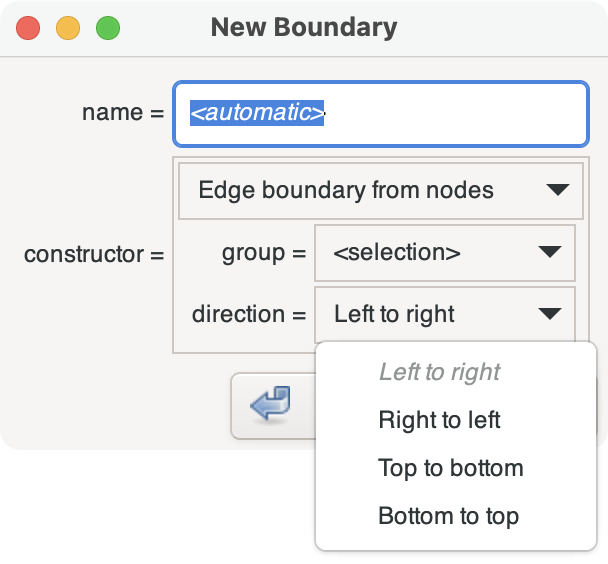 New Boundary
name = <automatic>
Edge boundary from nodes
constructor =
group = <selection>
direction = Left to right
Left to right
Right to left
Top to bottom
Bottom to top